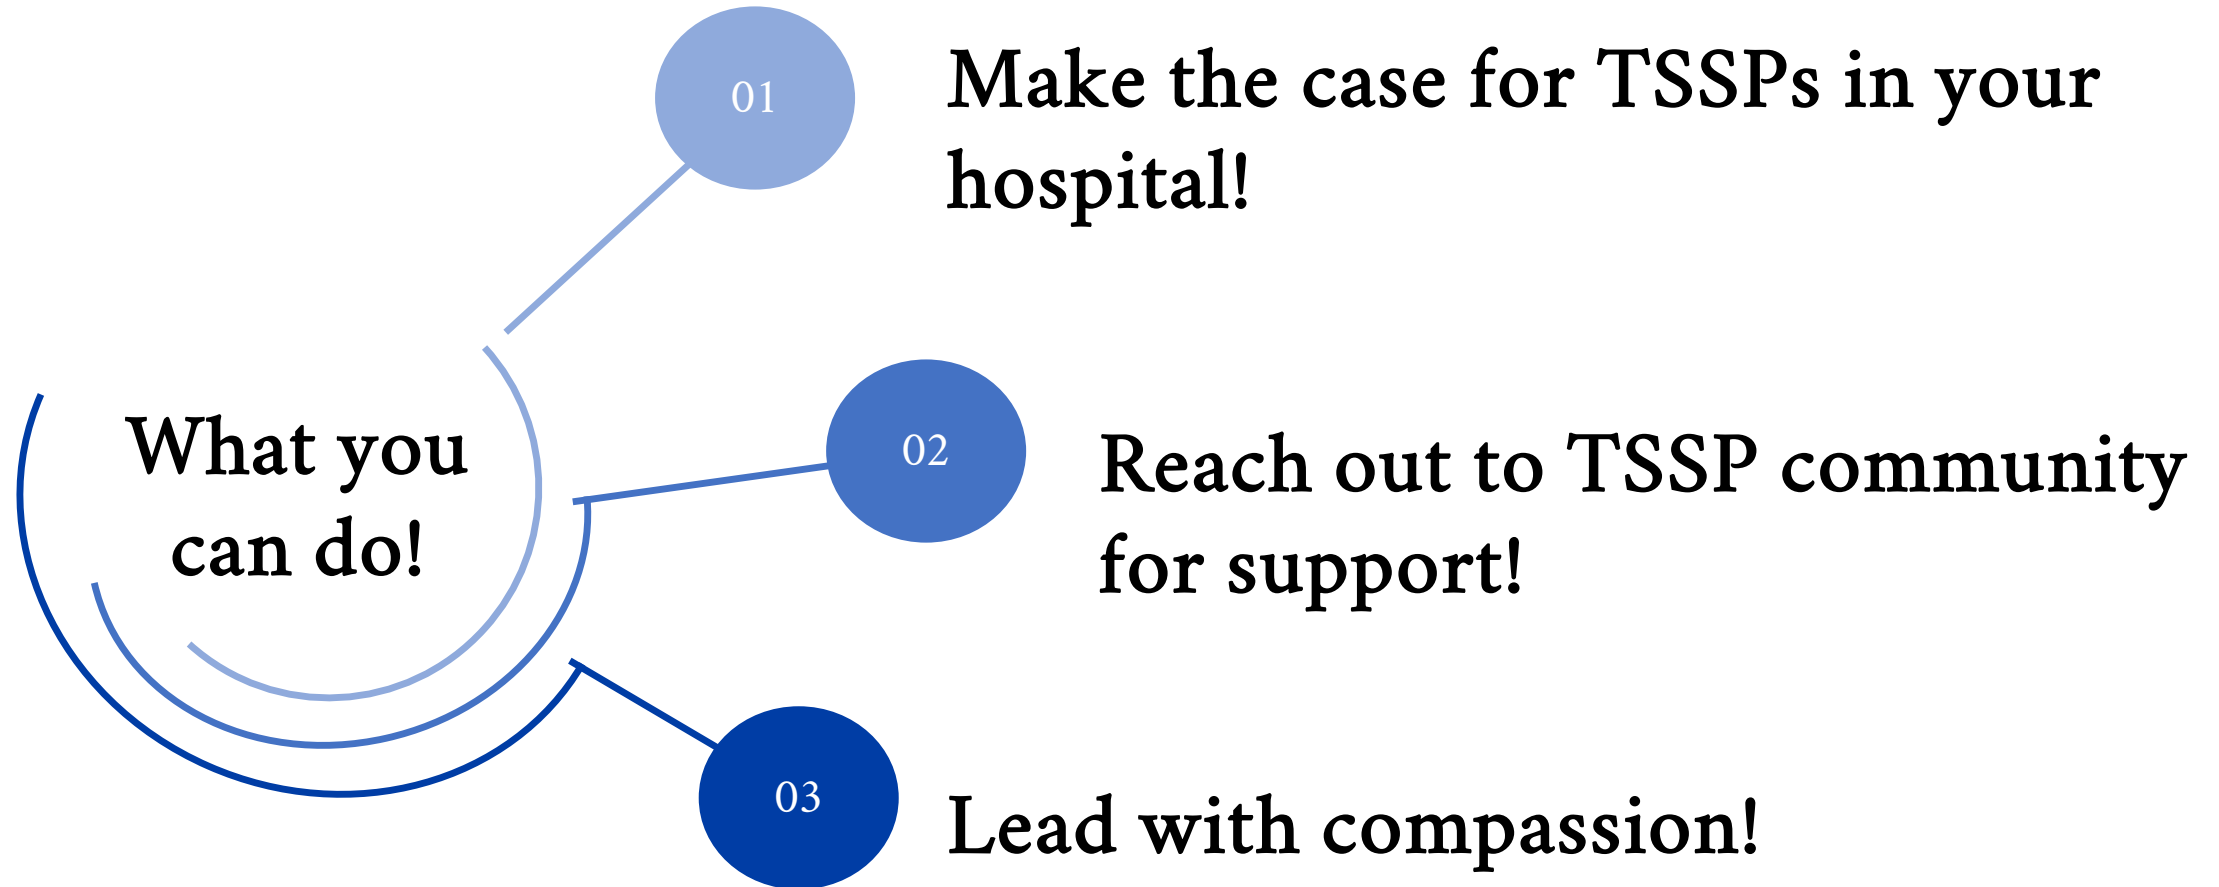 What you
can do!
01
Make the case for TSSPs in your
hospital!
02
Reach out to TSSP community
for support!
03
Lead with compassion!